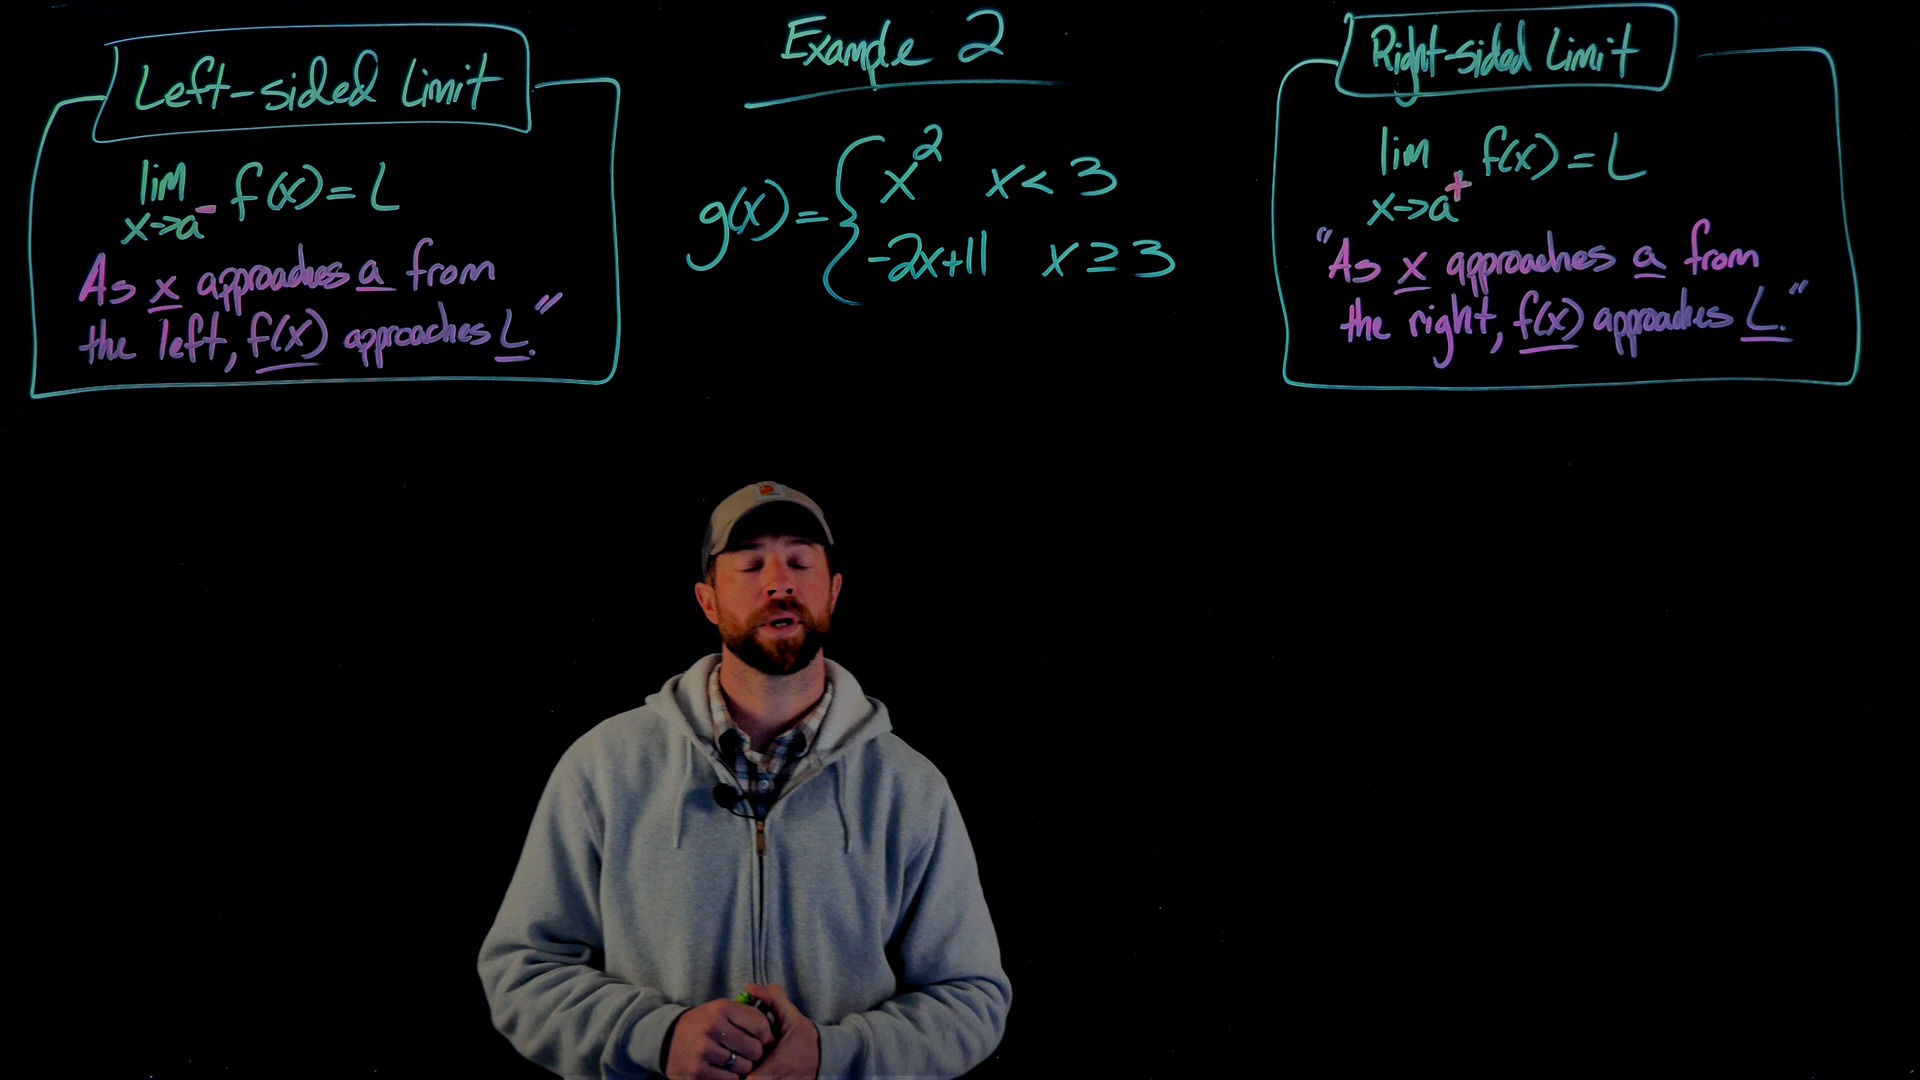 Left-sided Limit
lim f(x) = L
x→a⁻
As x approaches a from
the left, f(x) approaches L."
Example 2
g(x) = { x² x < 3
-2x+11 x ≥ 3
Right-sided Limit
lim f(x) = L
x→a⁺
"As x approaches a from
the right, f(x) approaches L."